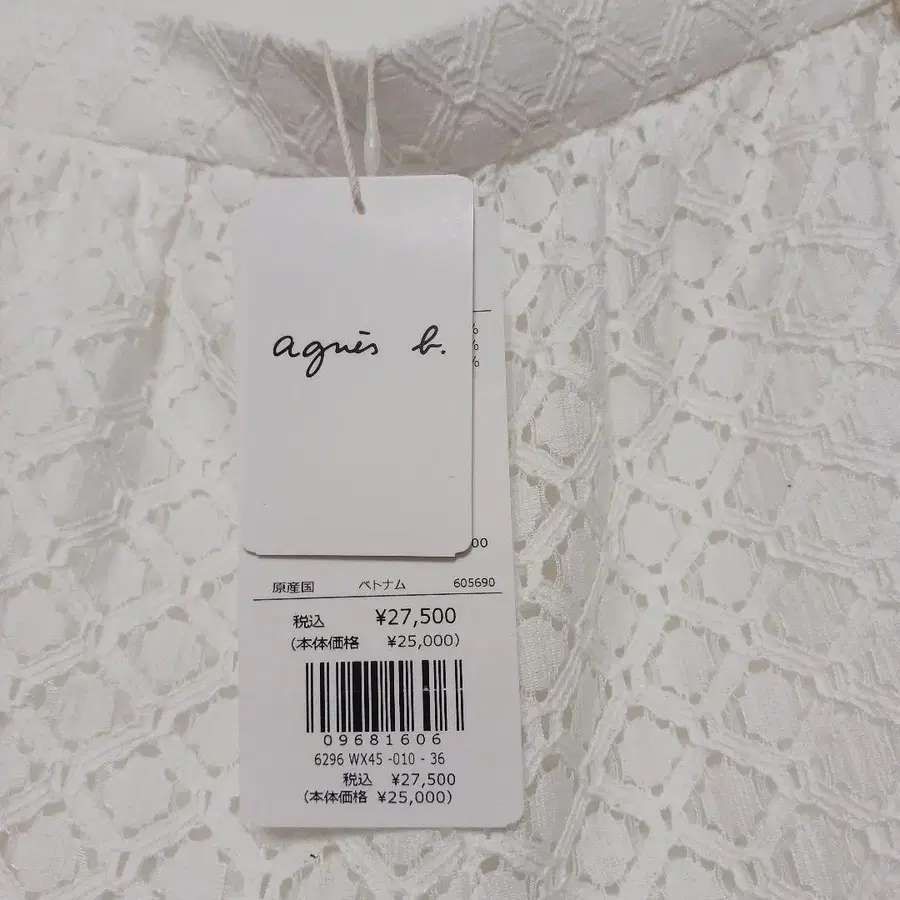 agnès b.
%
%
%
00
原産国 ベトナム 605690
税込 ¥27,500
(本体価格 ¥25,000)
09681606
6296 WX45 -010 - 36
税込 ¥27,500
(本体価格 ¥25,000)